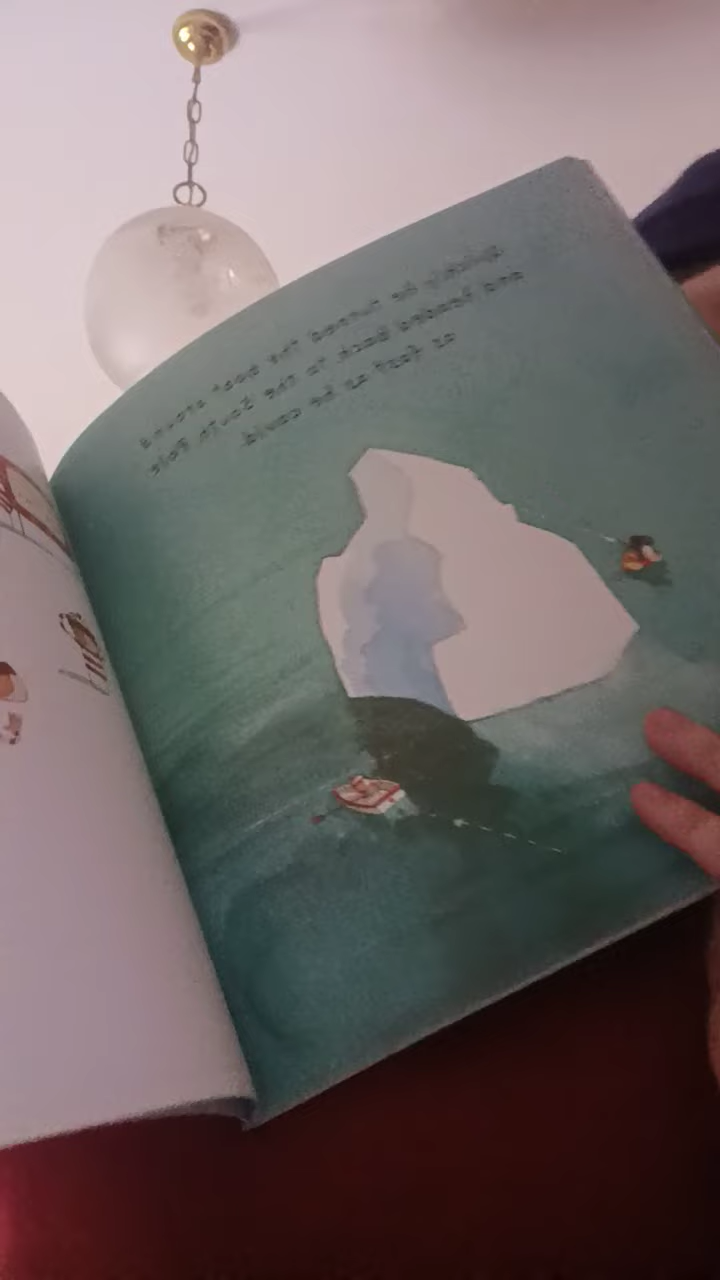 Quickly he turned the boat around
and headed back to the South Pole
as fast as he could.